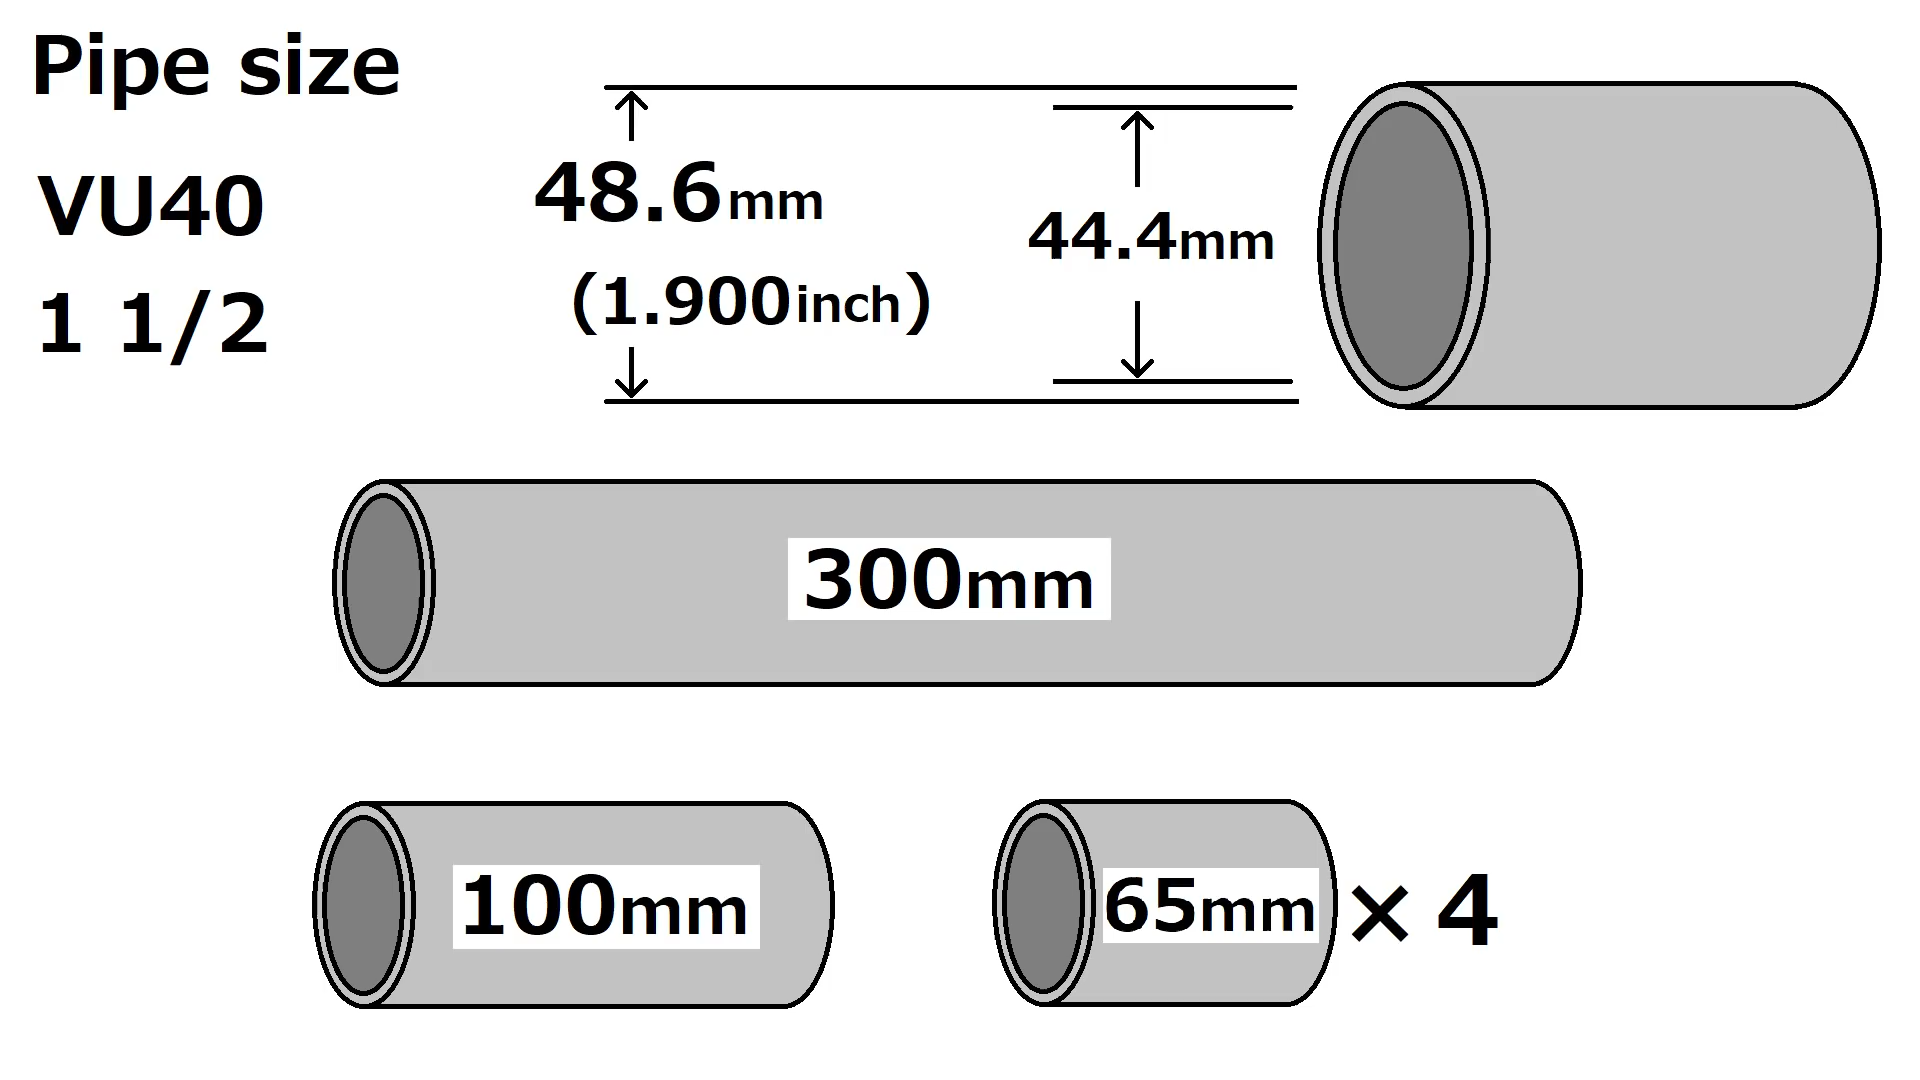 Pipe size
VU40
1 1/2
48.6mm
(1.900inch)
44.4mm
300mm
100mm
65mm × 4